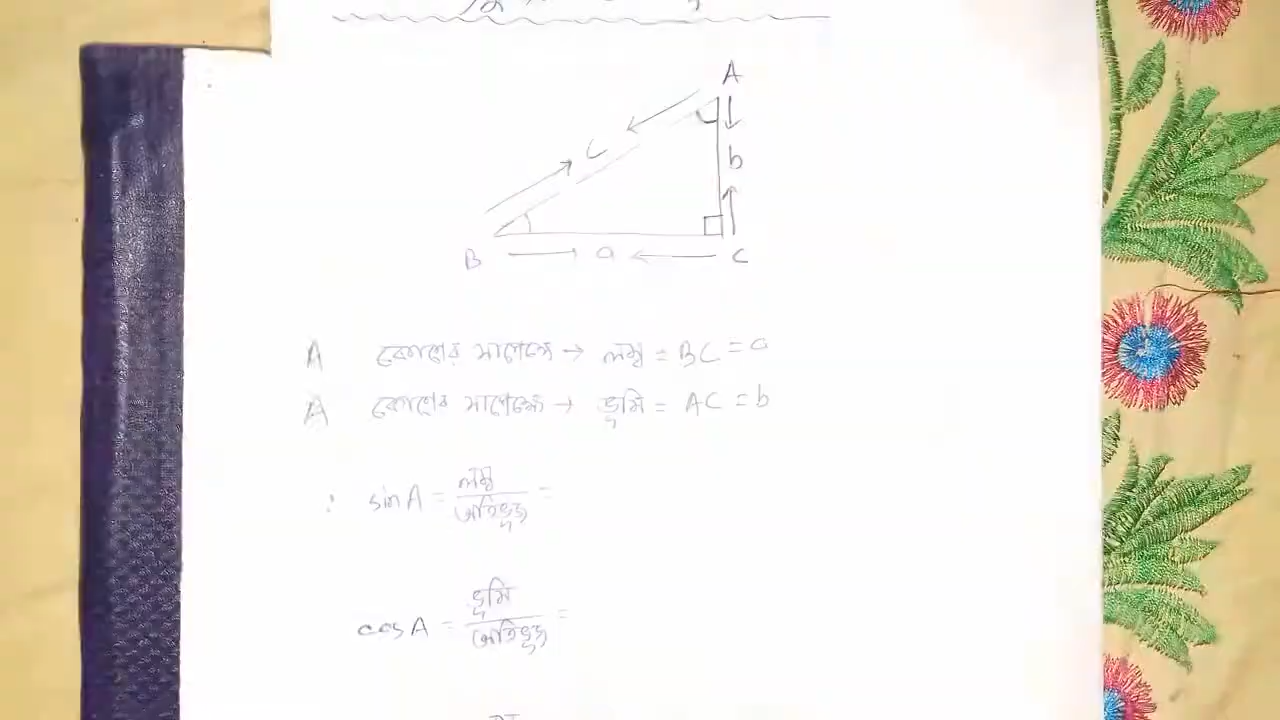 A
C
b
B a C
A কোণের সাপেক্ষে → লম্ব = BC = a
A কোণের সাপেক্ষে → ভূমি = AC = b
∴ sin A = লম্ব / অতিভুজ =
cos A = ভূমি / অতিভুজ =